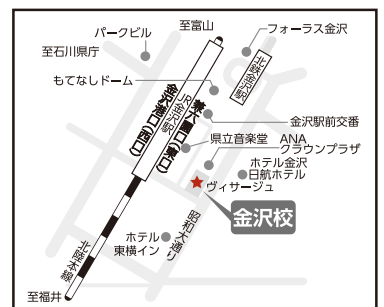 至富山
パークビル
フォーラス金沢
至石川県庁
北鉄金沢駅
もてなしドーム
金沢港口(西口)
JR金沢駅
兼六園口(東口)
金沢駅前交番
県立音楽堂
ANA
クラウンプラザ
ホテル金沢
日航ホテル
ヴィサージュ
金沢校
昭和大通り
ホテル
東横イン
北陸本線
至福井